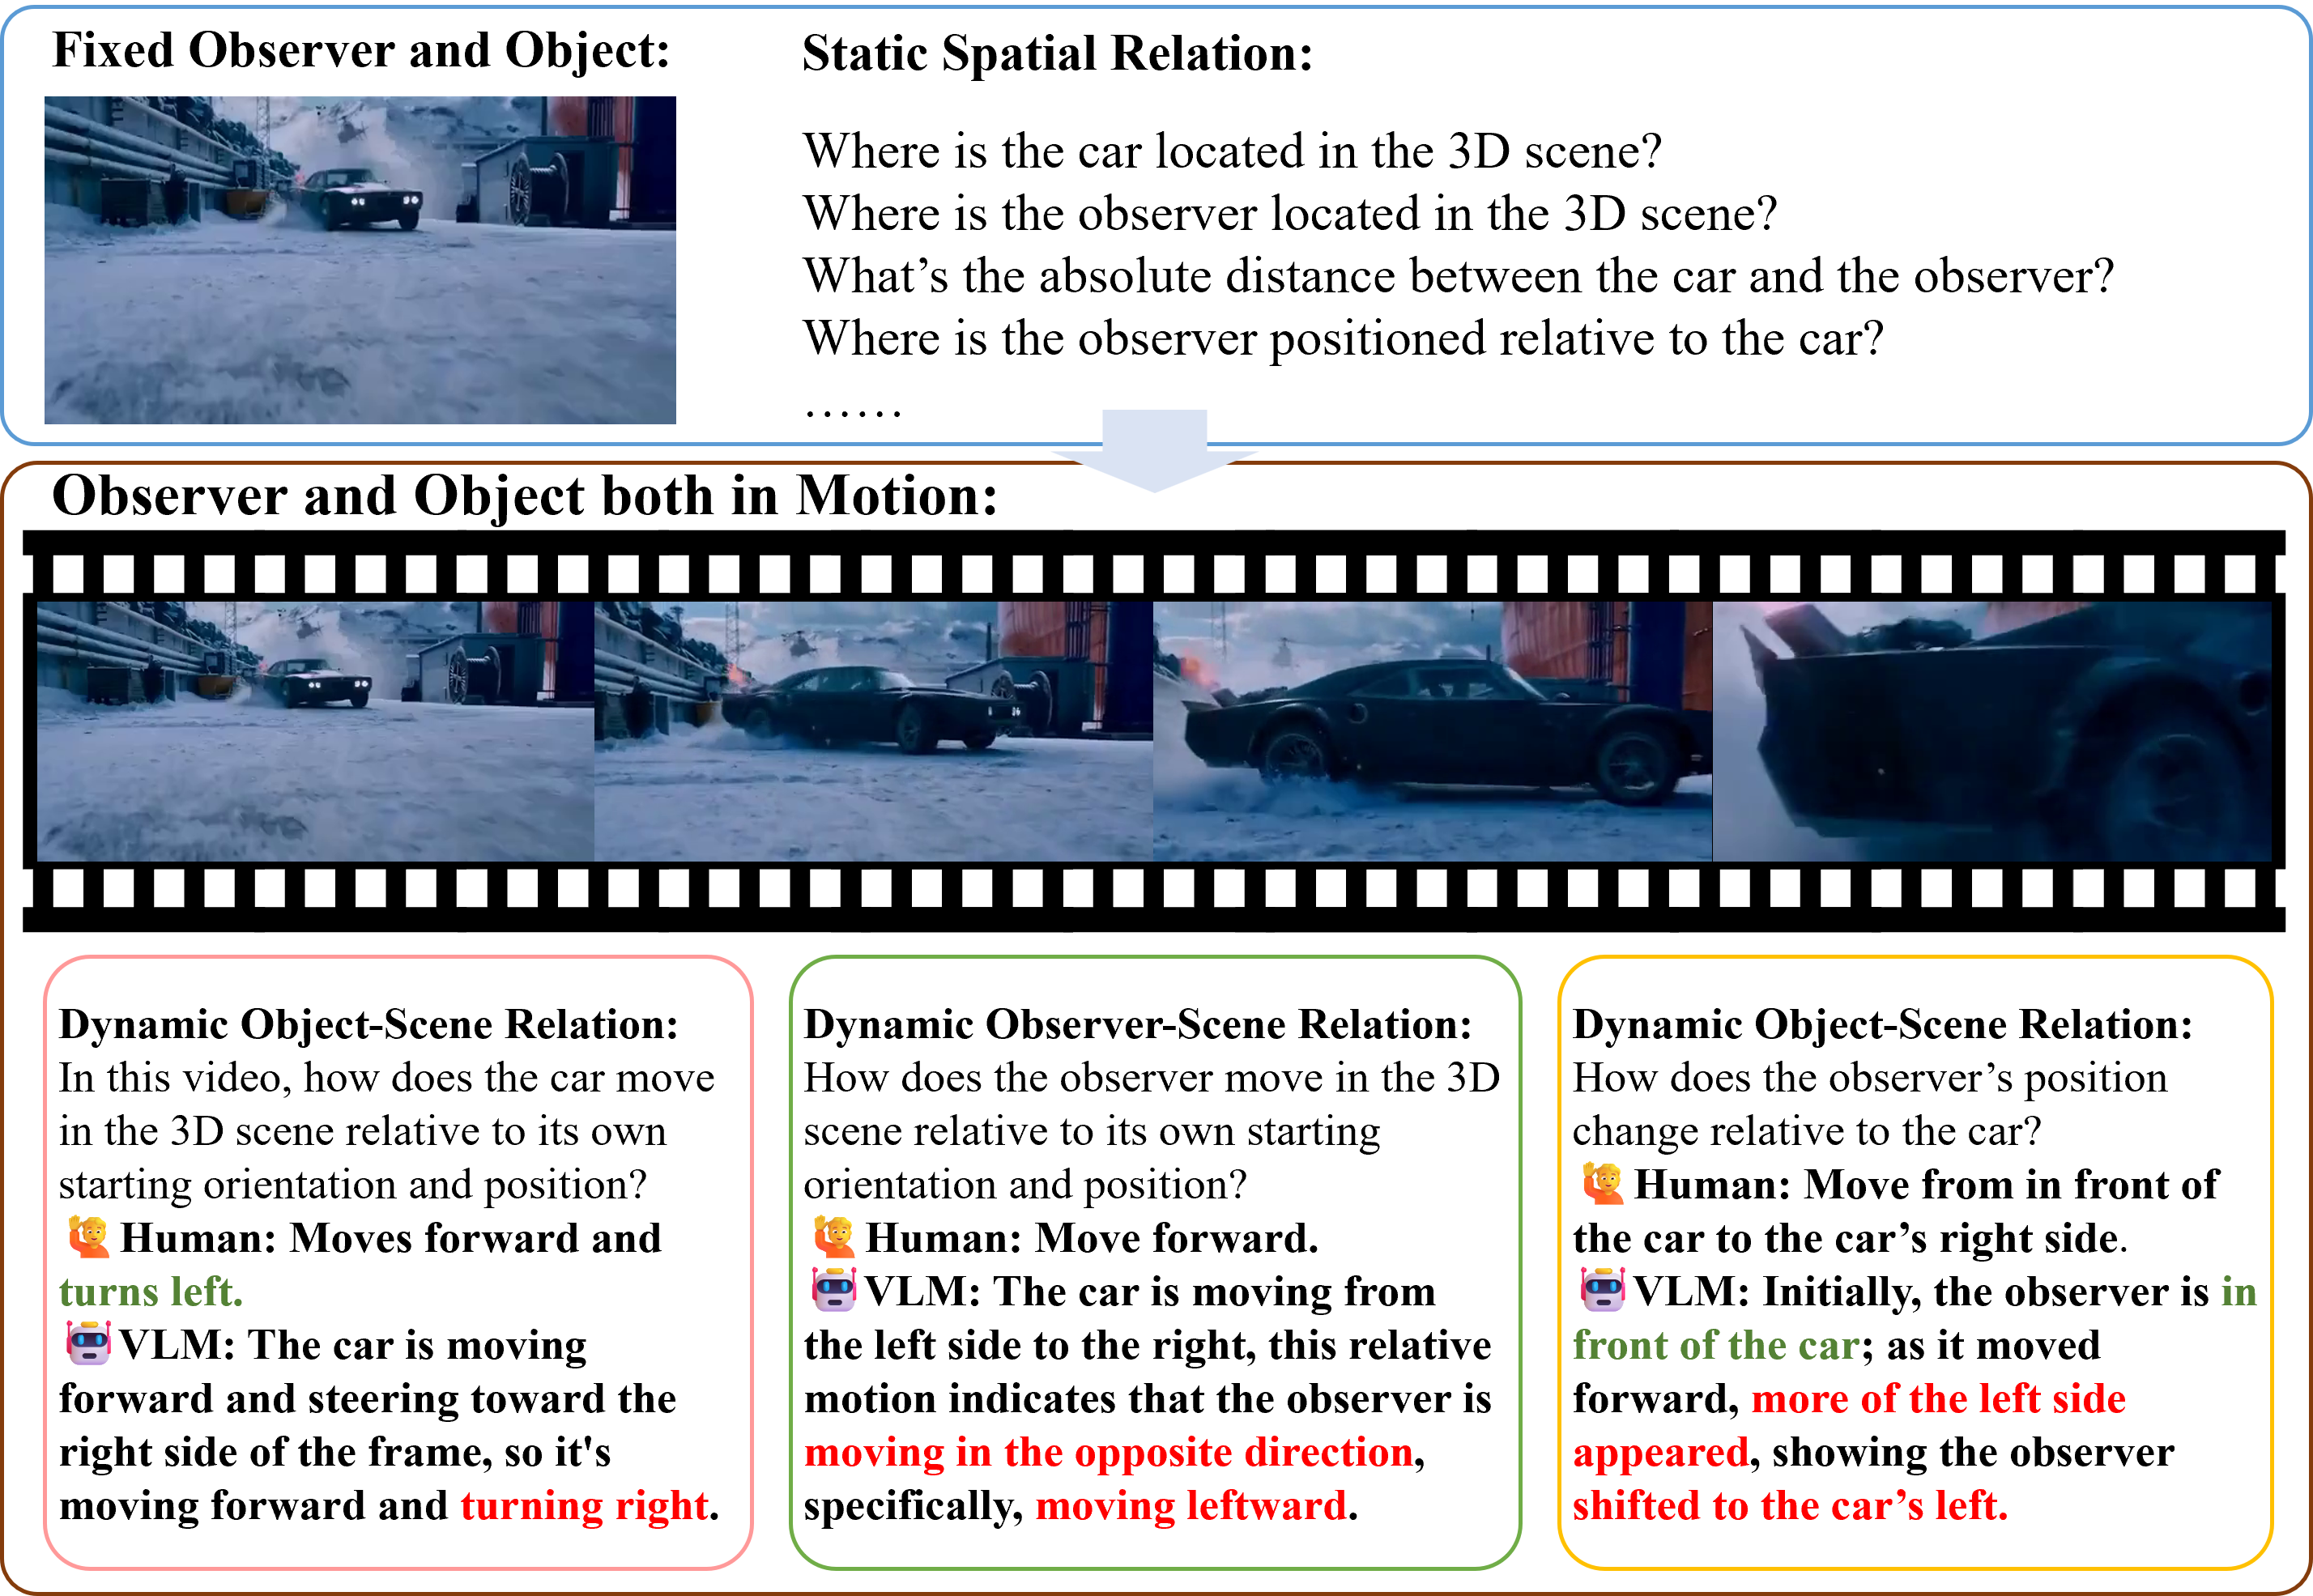 Fixed Observer and Object:
Static Spatial Relation:
Where is the car located in the 3D scene?
Where is the observer located in the 3D scene?
What’s the absolute distance between the car and the observer?
Where is the observer positioned relative to the car?
……
Observer and Object both in Motion:
Dynamic Object-Scene Relation:
In this video, how does the car move
in the 3D scene relative to its own
starting orientation and position?
Human: Moves forward and
turns left.
VLM: The car is moving
forward and steering toward the
right side of the frame, so it's
moving forward and turning right.
Dynamic Observer-Scene Relation:
How does the observer move in the 3D
scene relative to its own starting
orientation and position?
Human: Move forward.
VLM: The car is moving from
the left side to the right, this relative
motion indicates that the observer is
moving in the opposite direction,
specifically, moving leftward.
Dynamic Object-Scene Relation:
How does the observer’s position
change relative to the car?
Human: Move from in front of
the car to the car’s right side.
VLM: Initially, the observer is in
front of the car; as it moved
forward, more of the left side
appeared, showing the observer
shifted to the car’s left.